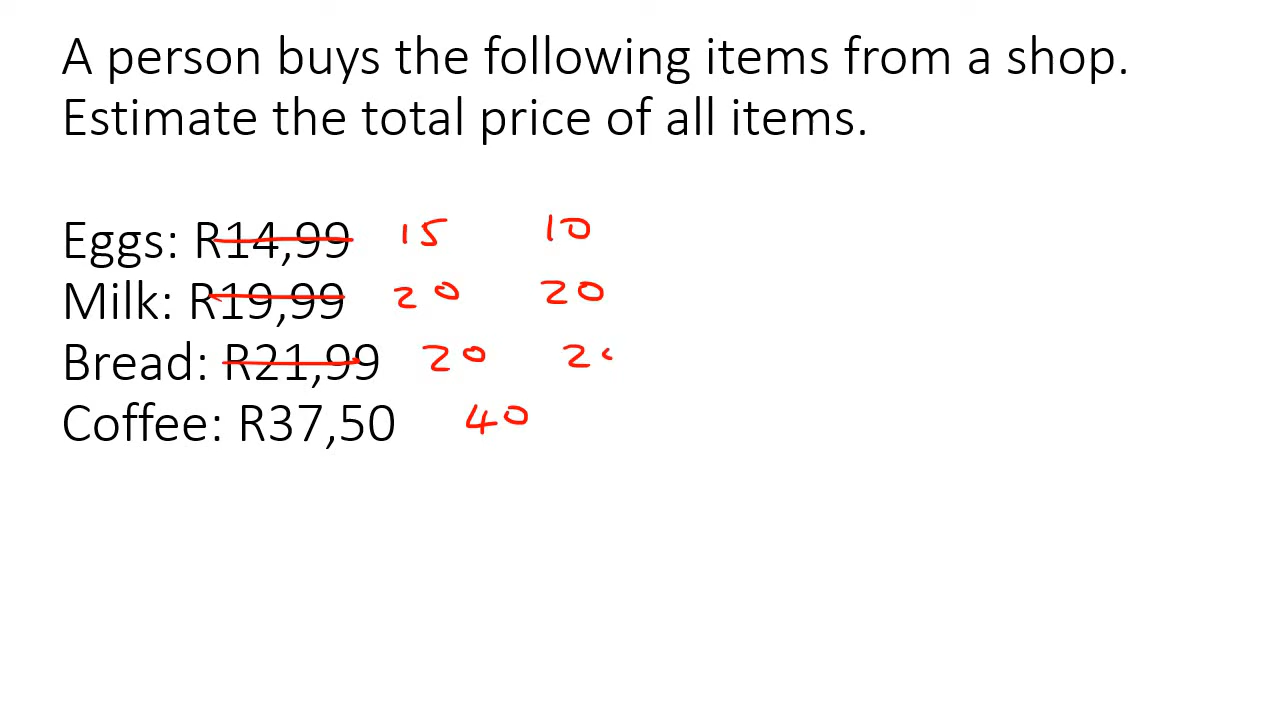 A person buys the following items from a shop.
Estimate the total price of all items.
Eggs: R14,99 15 10
Milk: R19,99 20 20
Bread: R21,99 20 2
Coffee: R37,50 40